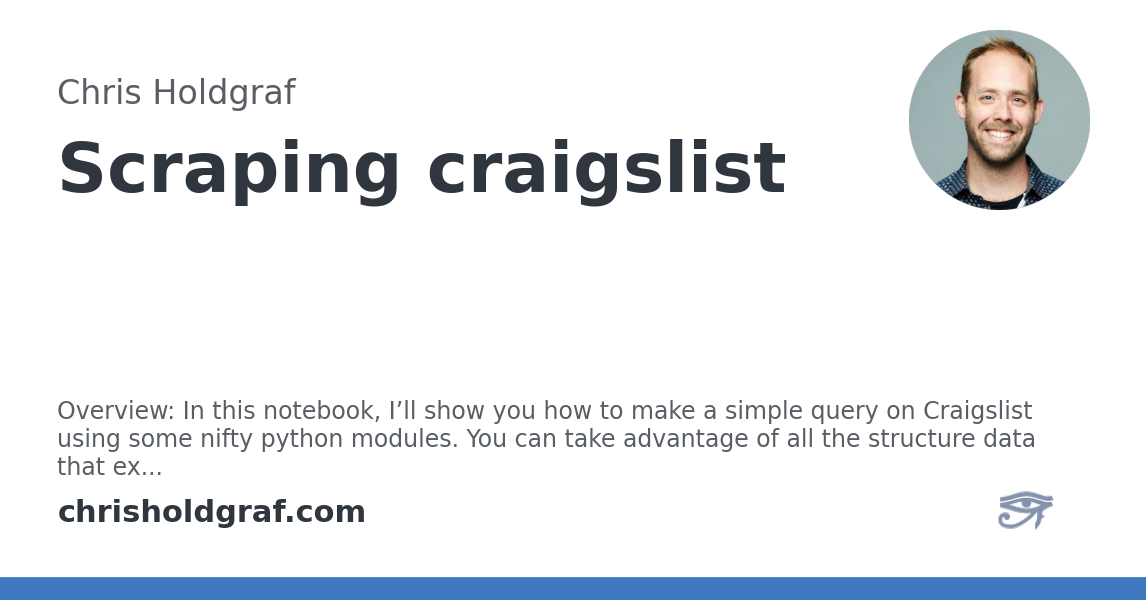 Chris Holdgraf
Scraping craigslist
Overview: In this notebook, I’ll show you how to make a simple query on Craigslist
using some nifty python modules. You can take advantage of all the structure data
that ex...
chrisholdgraf.com